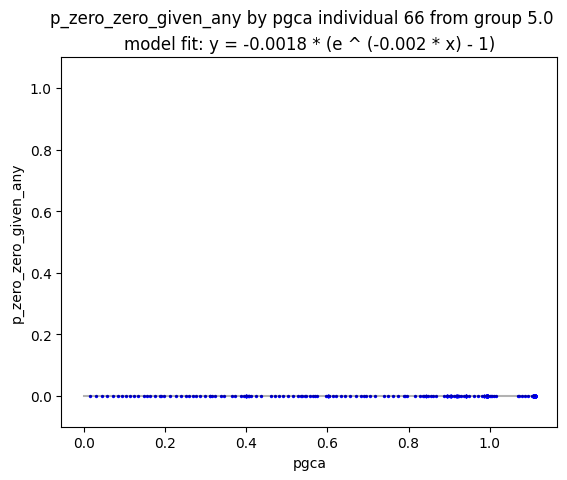 p_zero_zero_given_any by pgca individual 66 from group 5.0
model fit: y = -0.0018 * (e ^ (-0.002 * x) - 1)
1.0
0.8
0.6
0.4
0.2
0.0
p_zero_zero_given_any
0.0 0.2 0.4 0.6 0.8 1.0
pgca